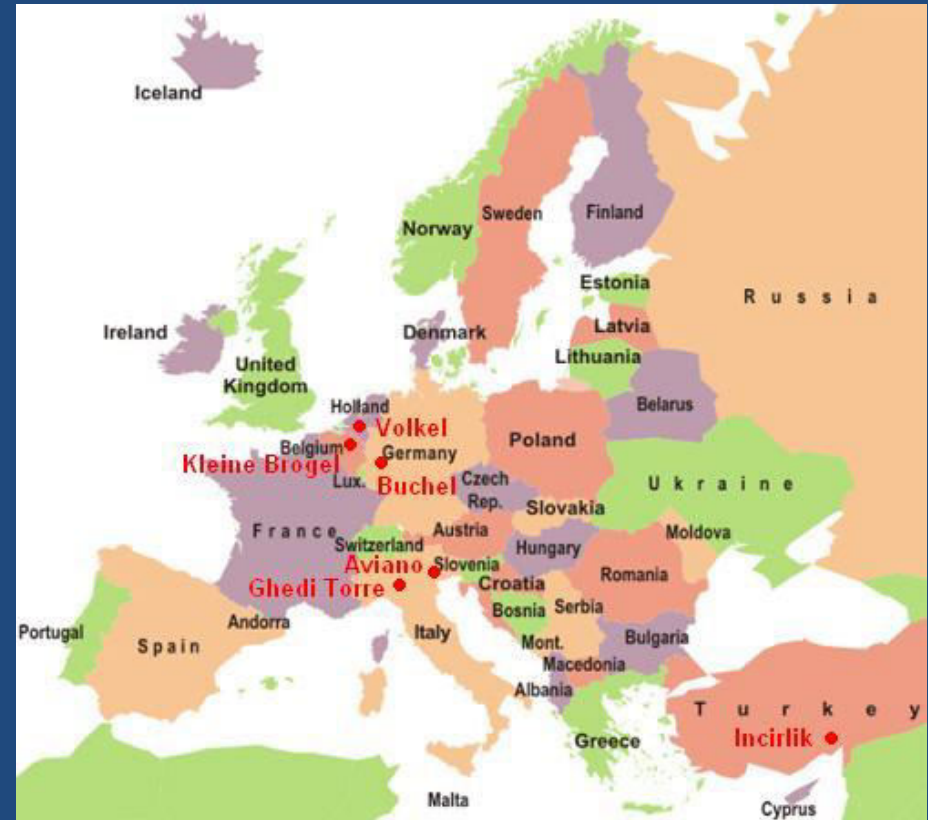 Iceland
Norway
Sweden
Finland
Russia
Estonia
Latvia
Lithuania
Ireland
Denmark
United
Kingdom
Belarus
Holland
Volkel
Belgium
Germany
Poland
Kleine Brogel
Lux.
Buchel
Czech
Rep.
Ukraine
Slovakia
France
Austria
Moldova
Switzerland
Hungary
Aviano
Slovenia
Romania
Ghedi Torre
Croatia
Bosnia
Serbia
Andorra
Portugal
Spain
Italy
Mont.
Bulgaria
Macedonia
Albania
Turkey
Incirlik
Greece
Malta
Cyprus